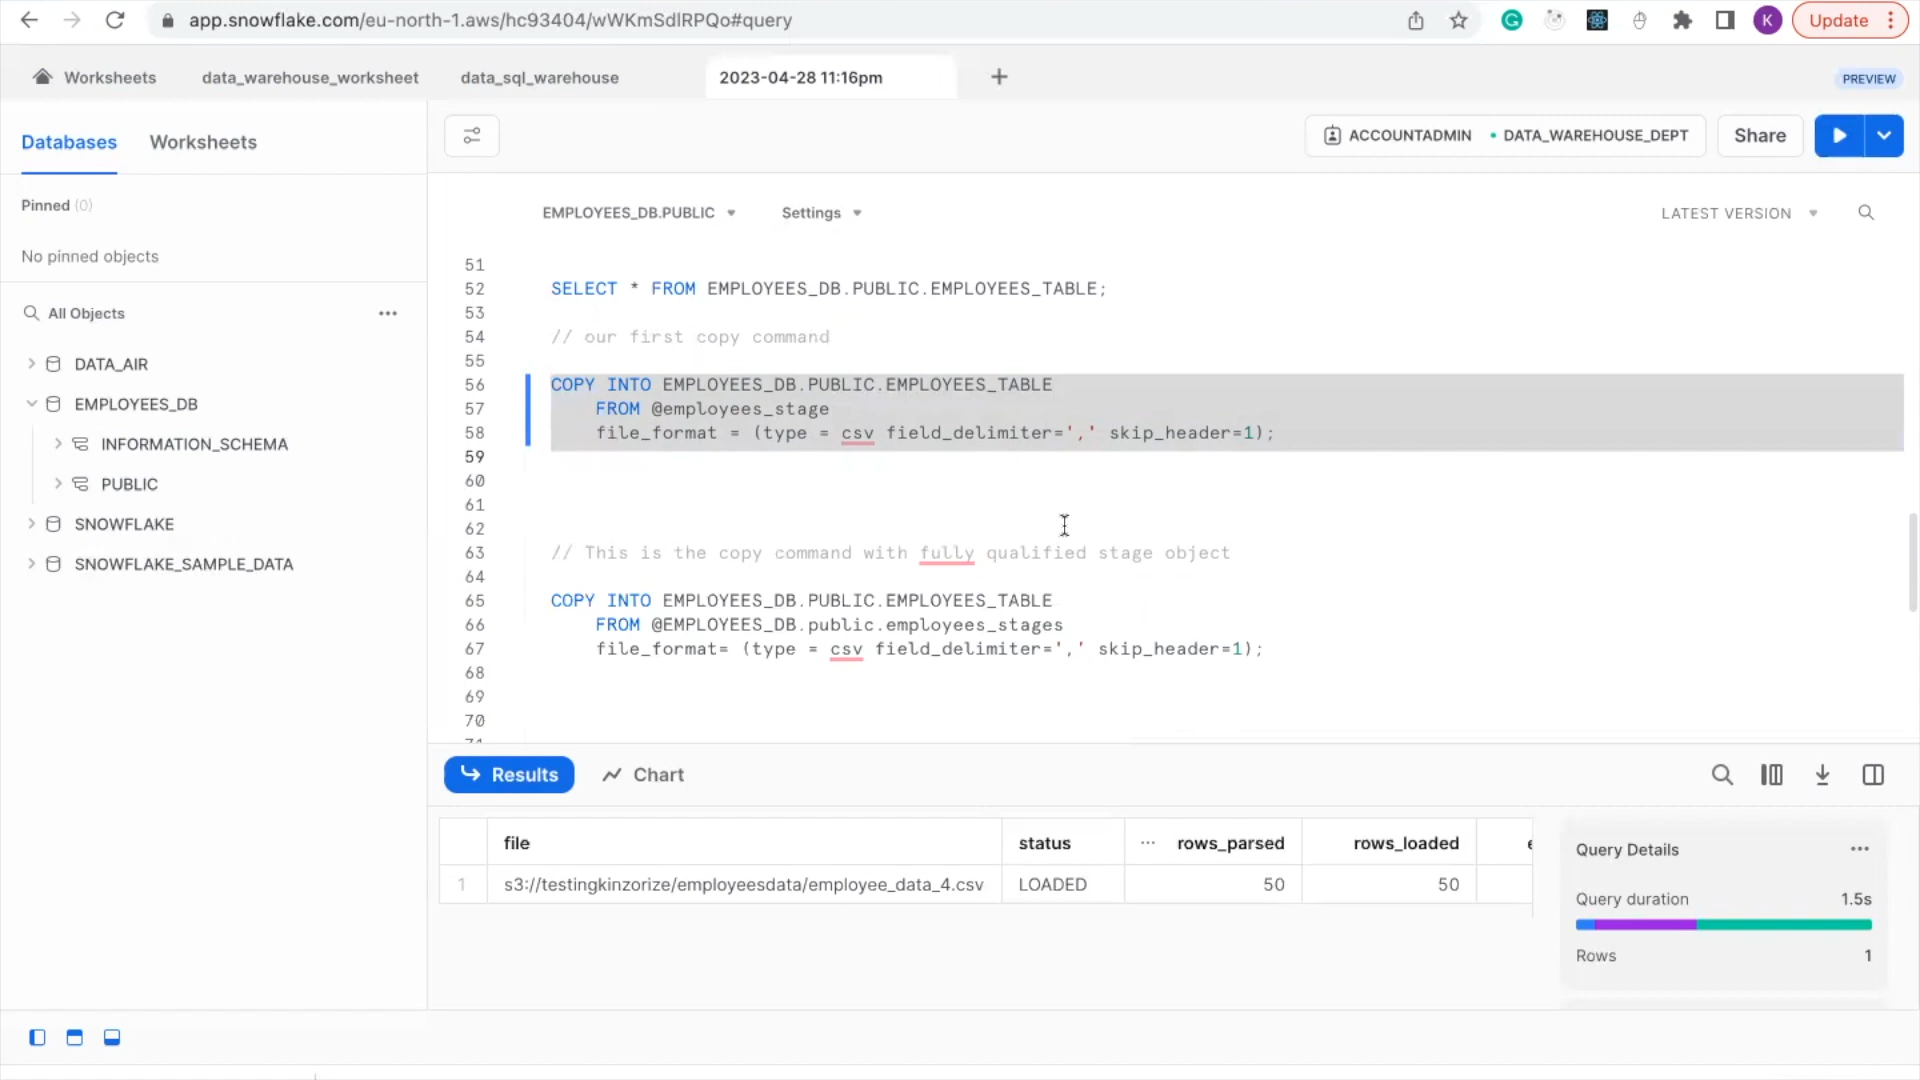 app.snowflake.com/eu-north-1.aws/hc93404/wWKmSdlRPQo#query
K
Update
Worksheets
data_warehouse_worksheet
data_sql_warehouse
2023-04-28 11:16pm
PREVIEW
Databases
Worksheets
ACCOUNTADMIN
DATA_WAREHOUSE_DEPT
Share
Pinned (0)
No pinned objects
All Objects
DATA_AIR
EMPLOYEES_DB
INFORMATION_SCHEMA
PUBLIC
SNOWFLAKE
SNOWFLAKE_SAMPLE_DATA
EMPLOYEES_DB.PUBLIC
Settings
LATEST VERSION
51
52 SELECT * FROM EMPLOYEES_DB.PUBLIC.EMPLOYEES_TABLE;
53
54 // our first copy command
55
56 COPY INTO EMPLOYEES_DB.PUBLIC.EMPLOYEES_TABLE
57 FROM @employees_stage
58 file_format = (type = csv field_delimiter=',' skip_header=1);
59
60
61
62
63 // This is the copy command with fully qualified stage object
64
65 COPY INTO EMPLOYEES_DB.PUBLIC.EMPLOYEES_TABLE
66 FROM @EMPLOYEES_DB.public.employees_stages
67 file_format= (type = csv field_delimiter=',' skip_header=1);
68
69
70
Results
Chart
file status rows_parsed rows_loaded
1 s3://testingkinzorize/employeesdata/employee_data_4.csv LOADED 50 50
Query Details
Query duration 1.5s
Rows 1